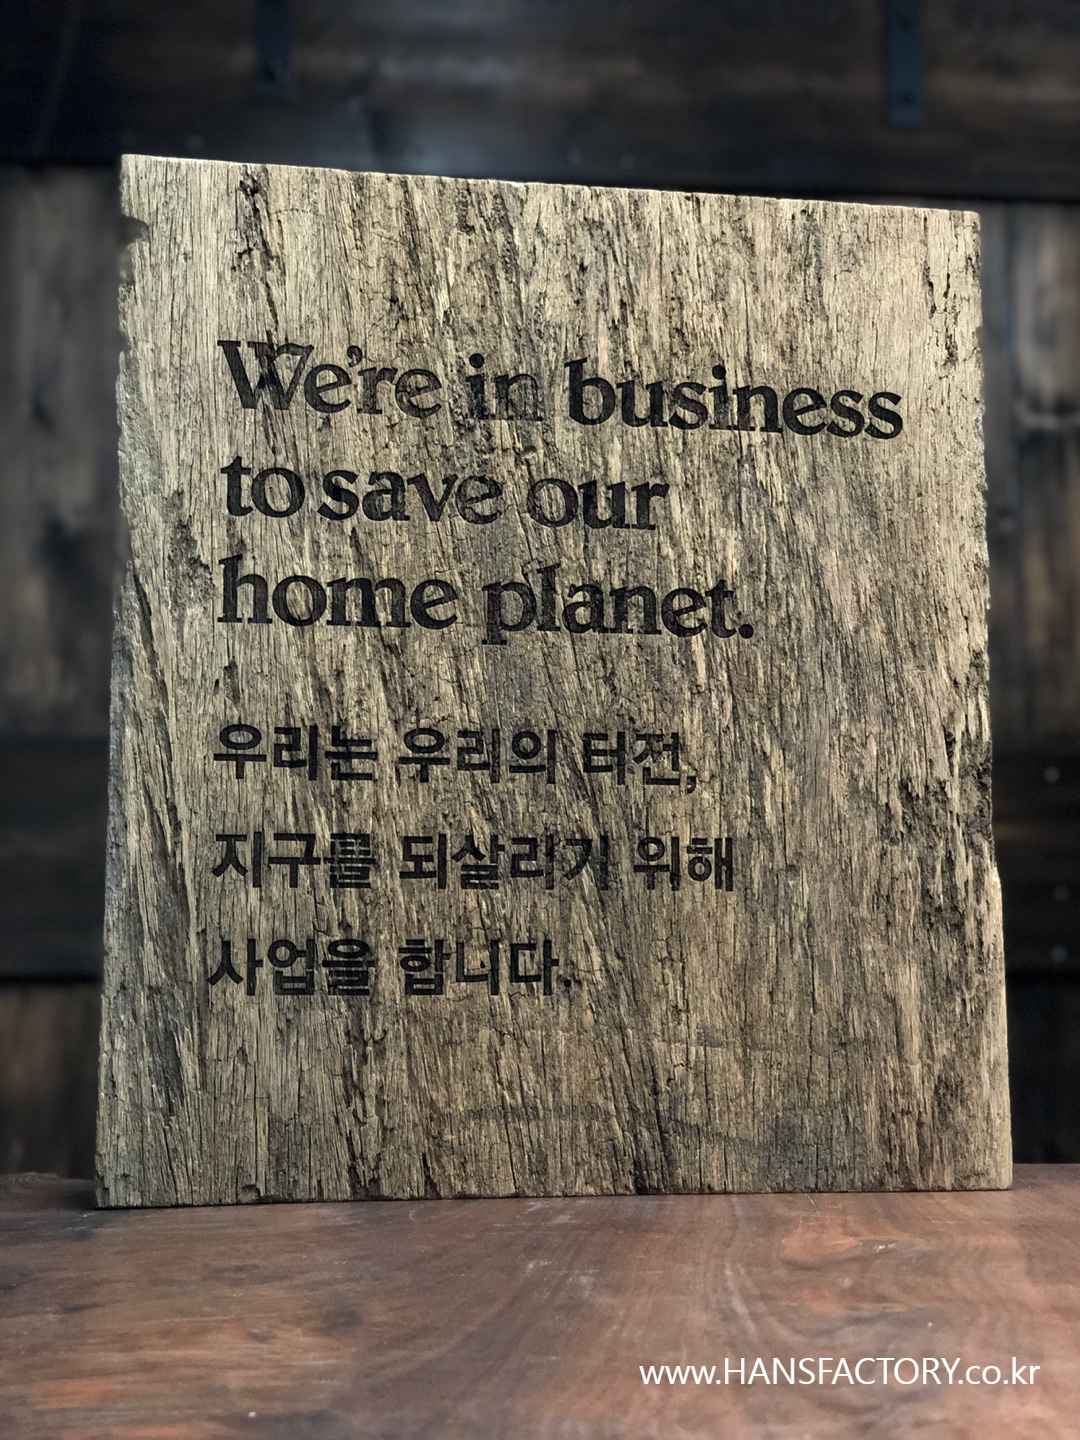 We're in business
to save our
home planet.
우리는 우리의 터전,
지구를 되살리기 위해
사업을 합니다.
www.HANSFACTORY.co.kr